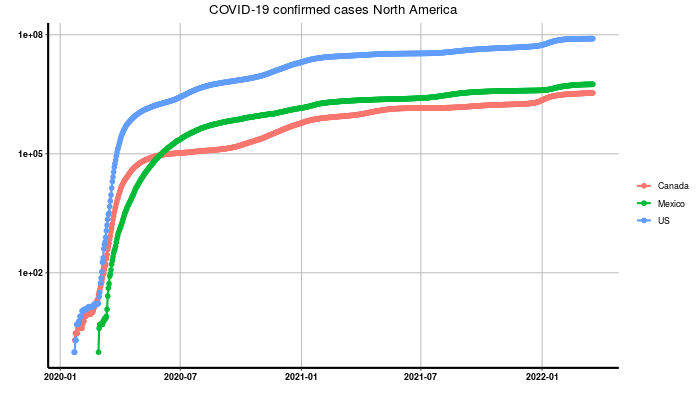 COVID-19 confirmed cases North America
1e+08
1e+05
1e+02
2020-01 2020-07 2021-01 2021-07 2022-01
Canada
Mexico
US